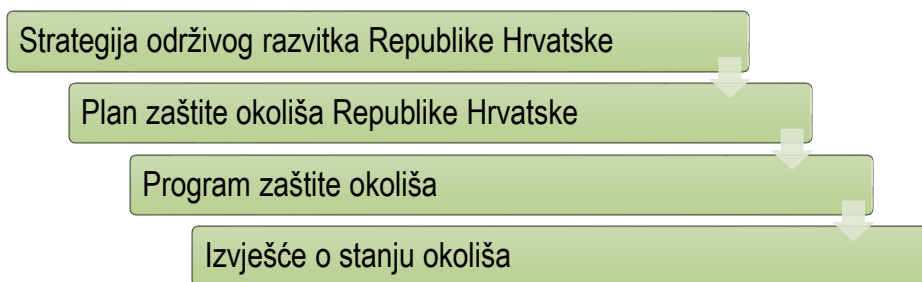 Strategija održivog razvitka Republike Hrvatske
Plan zaštite okoliša Republike Hrvatske
Program zaštite okoliša
Izvješće o stanju okoliša